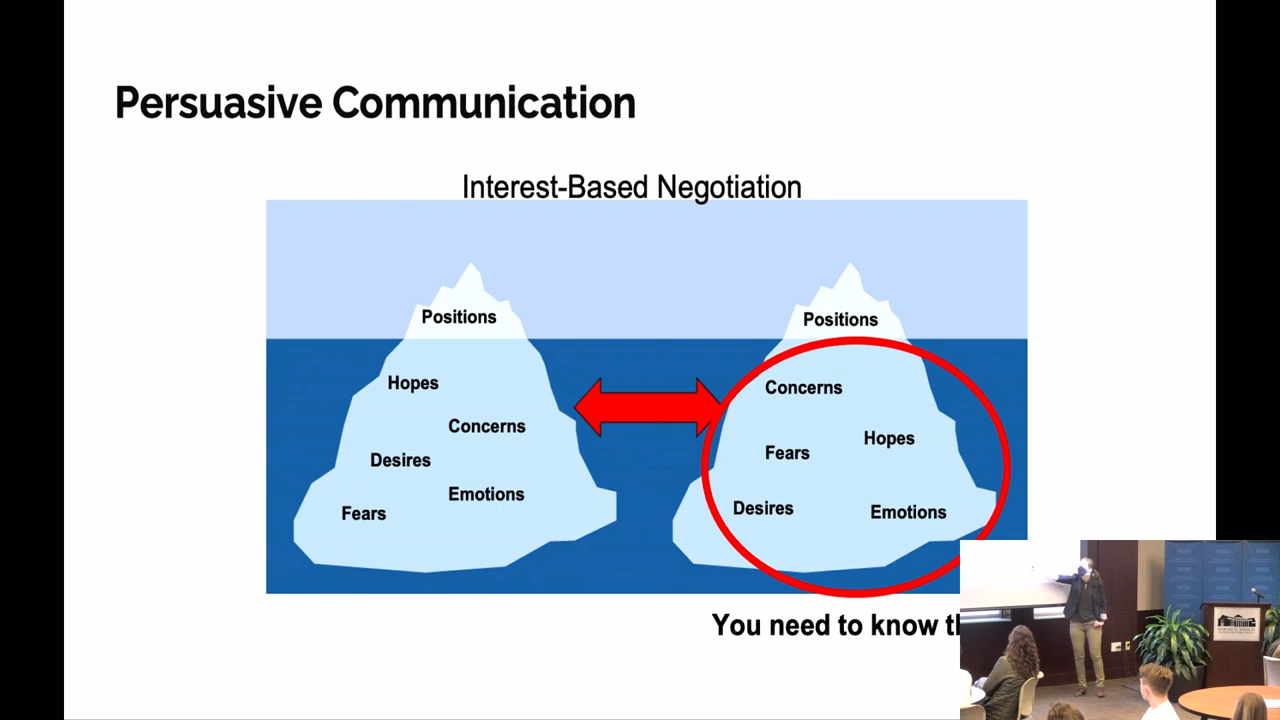 Persuasive Communication
Interest-Based Negotiation
Positions
Positions
Hopes
Concerns
Desires
Emotions
Fears
Concerns
Hopes
Fears
Desires
Emotions
You need to know